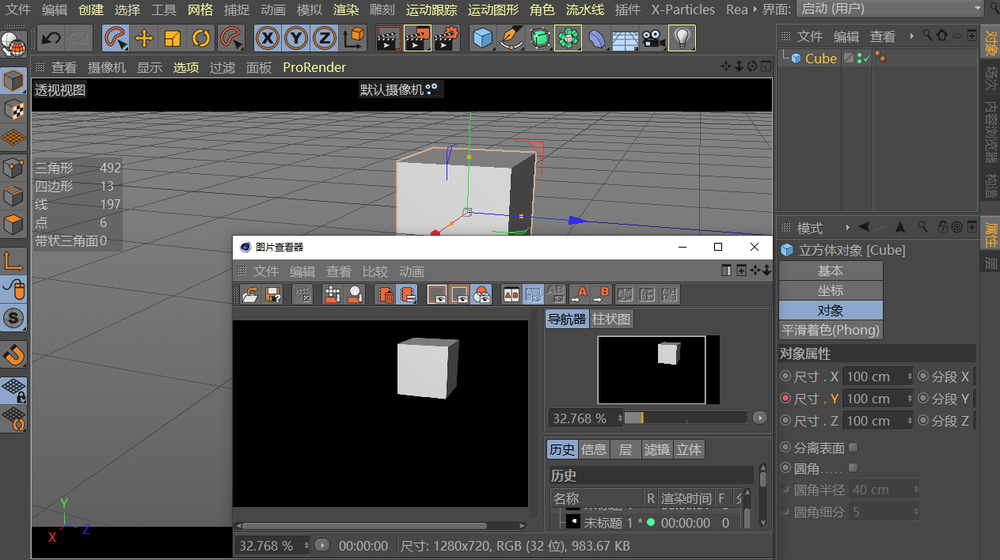 文件 编辑 创建 选择 工具 网格 捕捉 动画 模拟 渲染 雕刻 运动跟踪 运动图形 角色 流水线 插件 X-Particles Rea 界面: 启动 (用户)
X Y Z
文件 编辑 查看
查看 摄像机 显示 选项 过滤 面板 ProRender
Cube
透视视图
默认摄像机
三角形 492
四边形 13
线 197
点 6
带状三角面 0
对象
场次
内容浏览器
构造
模式
属性
层
立方体对象 [Cube]
基本
坐标
对象
平滑着色(Phong)
对象属性
尺寸 . X 100 cm 分段 X
尺寸 . Y 100 cm 分段 Y
尺寸 . Z 100 cm 分段 Z
分离表面
圆角.....
圆角半径 40 cm
圆角细分 5
图片查看器
文件 编辑 查看 比较 动画
导航器 柱状图
32.768 %
历史 信息 层 滤镜 立体
历史
名称 R 渲染时间 F
未标题 1 * 00:00:00 0
32.768 % 00:00:00 尺寸: 1280x720, RGB (32 位), 983.67 KB
Y
X
Z
S